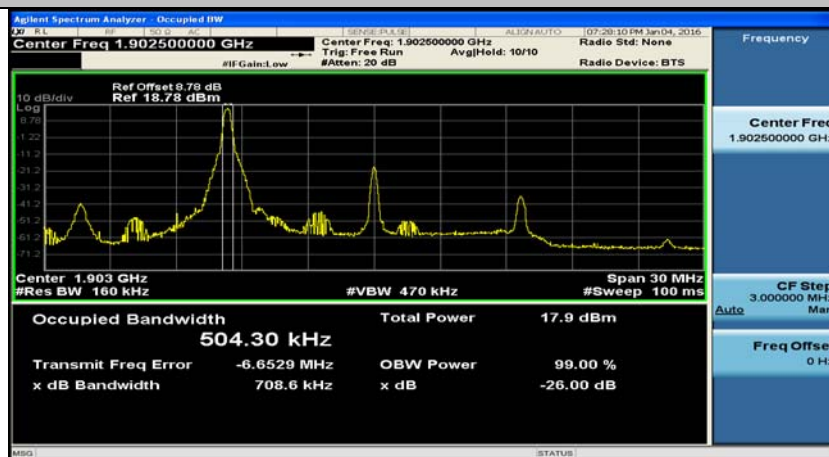 Agilent Spectrum Analyzer - Occupied BW
LXI RL RF 50 Ω AC SENSE:PULSE ALIGN AUTO 07:28:10 PM Jan 04, 2016
Center Freq 1.902500000 GHz Center Freq: 1.902500000 GHz Radio Std: None
Trig: Free Run Avg|Hold: 10/10
#IFGain:Low #Atten: 20 dB Radio Device: BTS
Ref Offset 8.78 dB
10 dB/div Ref 18.78 dBm
Log
8.78
-1.22
-11.2
-21.2
-31.2
-41.2
-51.2
-61.2
-71.2
Center 1.903 GHz Span 30 MHz
#Res BW 160 kHz #VBW 470 kHz #Sweep 100 ms
Occupied Bandwidth Total Power 17.9 dBm
504.30 kHz
Transmit Freq Error -6.6529 MHz OBW Power 99.00 %
x dB Bandwidth 708.6 kHz x dB -26.00 dB
MSG STATUS
Frequency
Center Freq
1.902500000 GHz
CF Step
3.000000 MHz
Auto Man
Freq Offset
0 Hz